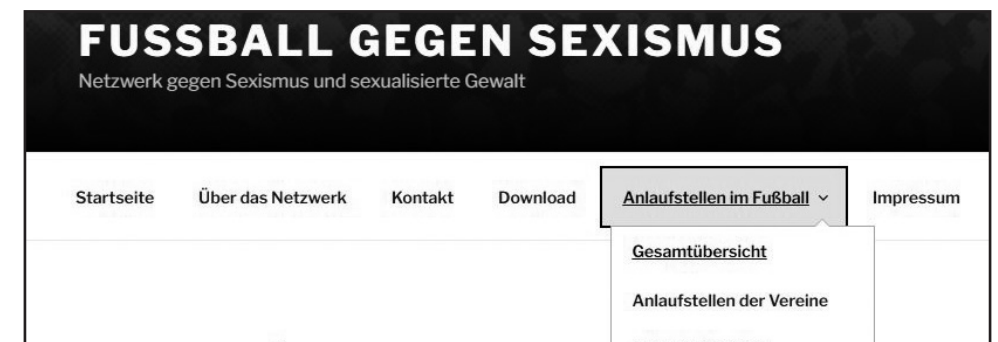 FUSSBALL GEGEN SEXISMUS
Netzwerk gegen Sexismus und sexualisierte Gewalt
Startseite Über das Netzwerk Kontakt Download Anlaufstellen im Fußball Impressum
Gesamtübersicht
Anlaufstellen der Vereine